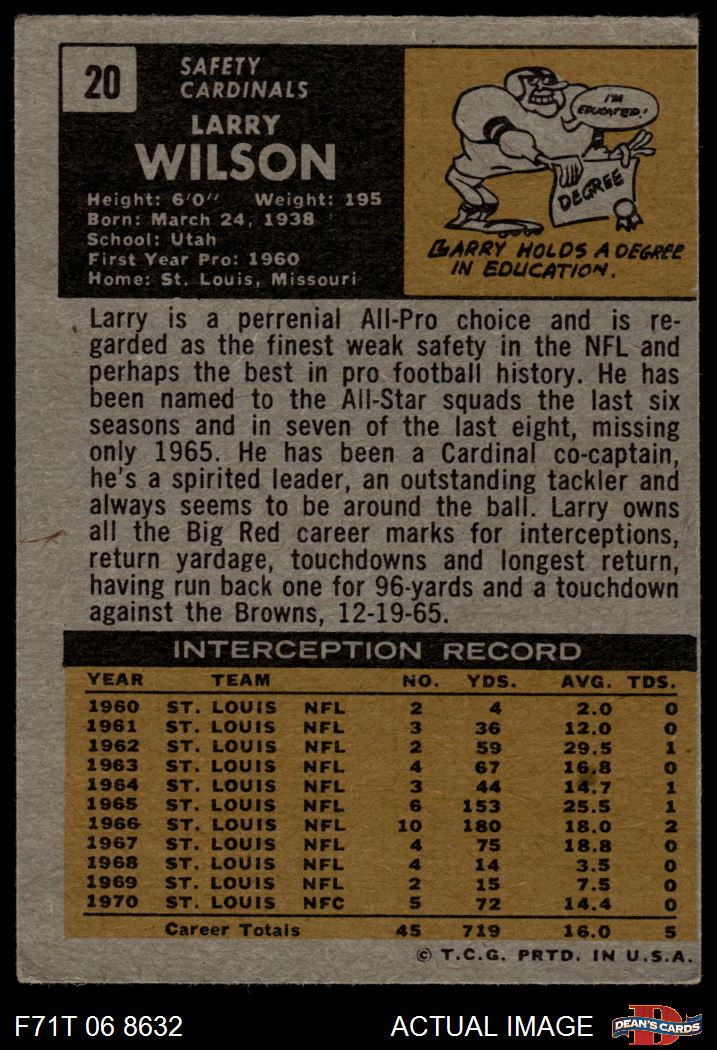 20
SAFETY
CARDINALS
LARRY
WILSON
Height: 6'0" Weight: 195
Born: March 24, 1938
School: Utah
First Year Pro: 1960
Home: St. Louis, Missouri
I'M
EDUCATED!
DEGREE
LARRY HOLDS A DEGREE
IN EDUCATION.
Larry is a perrenial All-Pro choice and is re-
garded as the finest weak safety in the NFL and
perhaps the best in pro football history. He has
been named to the All-Star squads the last six
seasons and in seven of the last eight, missing
only 1965. He has been a Cardinal co-captain,
he's a spirited leader, an outstanding tackler and
always seems to be around the ball. Larry owns
all the Big Red career marks for interceptions,
return yardage, touchdowns and longest return,
having run back one for 96-yards and a touchdown
against the Browns, 12-19-65.
INTERCEPTION RECORD
YEAR TEAM NO. YDS. AVG. TDS.
1960 ST. LOUIS NFL 2 4 2.0 0
1961 ST. LOUIS NFL 3 36 12.0 0
1962 ST. LOUIS NFL 2 59 29.5 1
1963 ST. LOUIS NFL 4 67 16.8 0
1964 ST. LOUIS NFL 3 44 14.7 1
1965 ST. LOUIS NFL 6 153 25.5 1
1966 ST. LOUIS NFL 10 180 18.0 2
1967 ST. LOUIS NFL 4 75 18.8 0
1968 ST. LOUIS NFL 4 14 3.5 0
1969 ST. LOUIS NFL 2 15 7.5 0
1970 ST. LOUIS NFC 5 72 14.4 0
Career Totals 45 719 16.0 5
© T.C.G. PRTD. IN U.S.A.
F71T 06 8632 ACTUAL IMAGE
D
DEAN'S CARDS